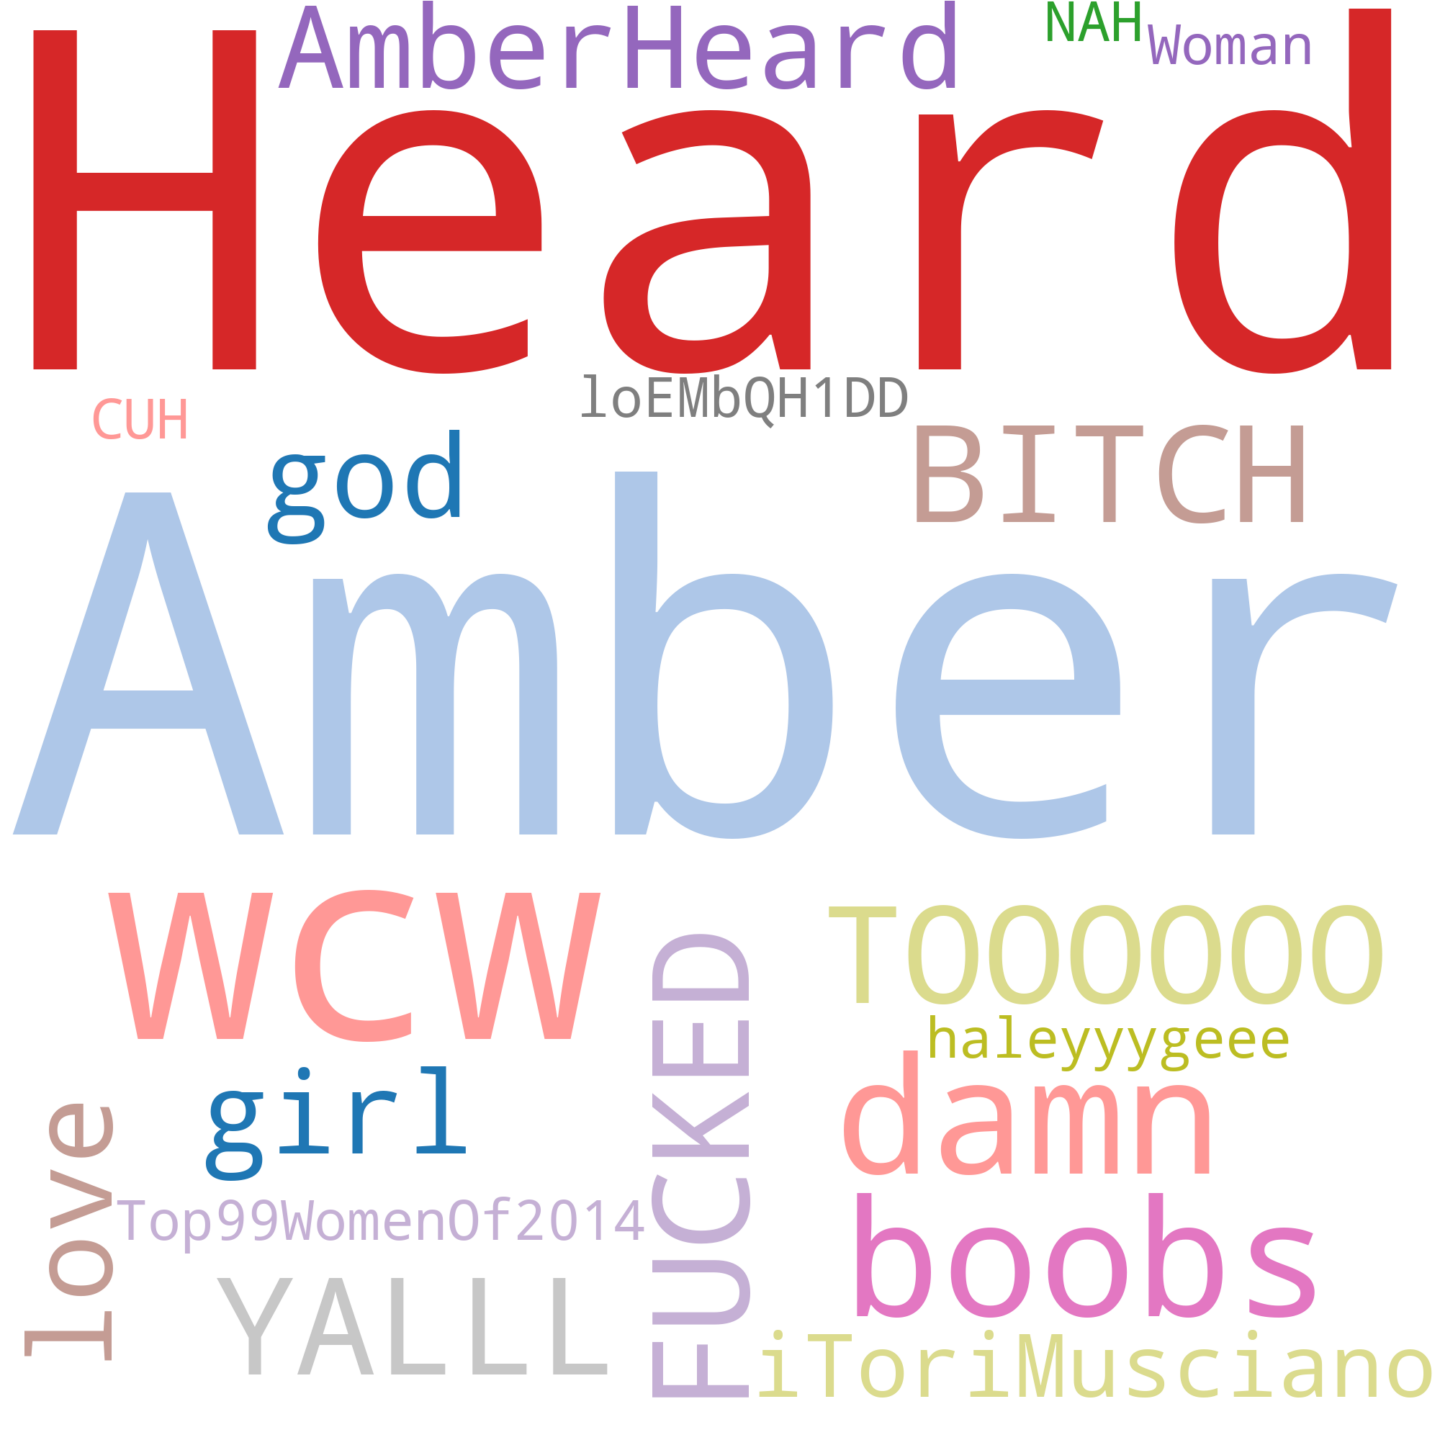 AmberHeard
NAH
Woman
Heard
loEMbQH1DD
CUH
god
BITCH
Amber
WCW
TOOOOOO
FUCKED
haleyyygeee
girl
damn
love
Top99WomenOf2014
boobs
YALLL
iToriMusciano